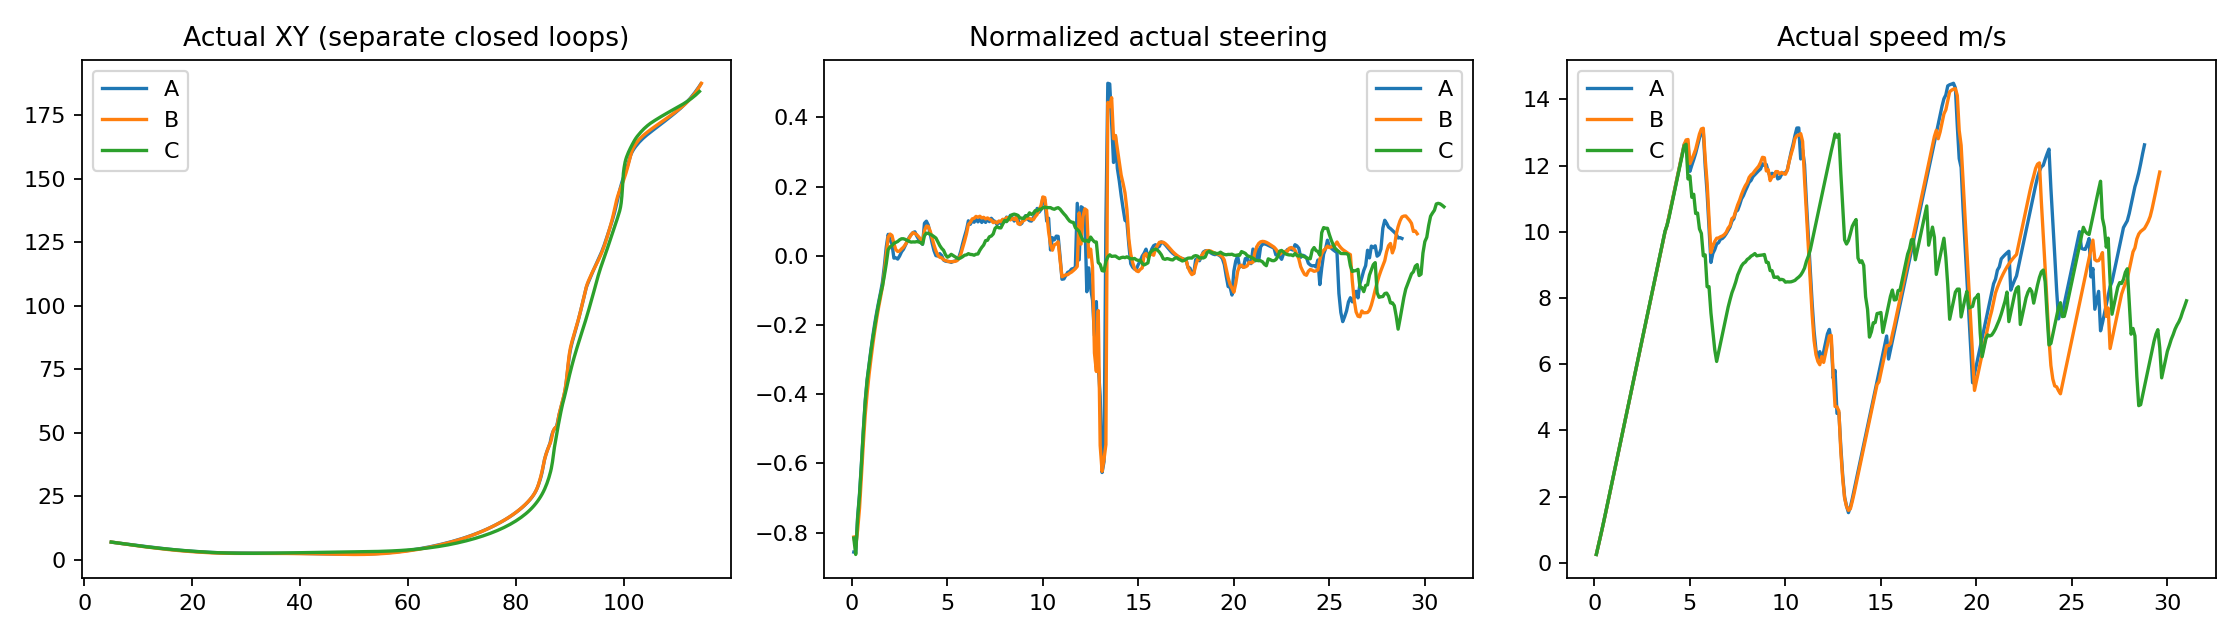 Actual XY (separate closed loops)
A
B
C
175
150
125
100
75
50
25
0
0 20 40 60 80 100
Normalized actual steering
A
B
C
0.4
0.2
0.0
−0.2
−0.4
−0.6
−0.8
0 5 10 15 20 25 30
Actual speed m/s
A
B
C
14
12
10
8
6
4
2
0
0 5 10 15 20 25 30